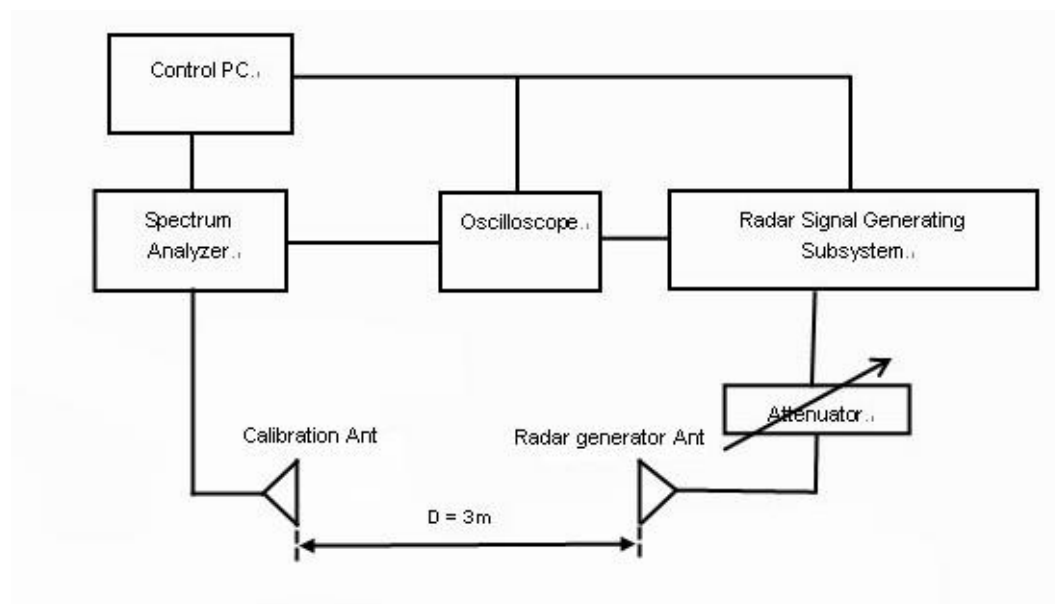 Control PC.
Spectrum
Analyzer.
Oscilloscope.
Radar Signal Generating
Subsystem.
Attenuator.
Calibration Ant
Radar generator Ant
D = 3m